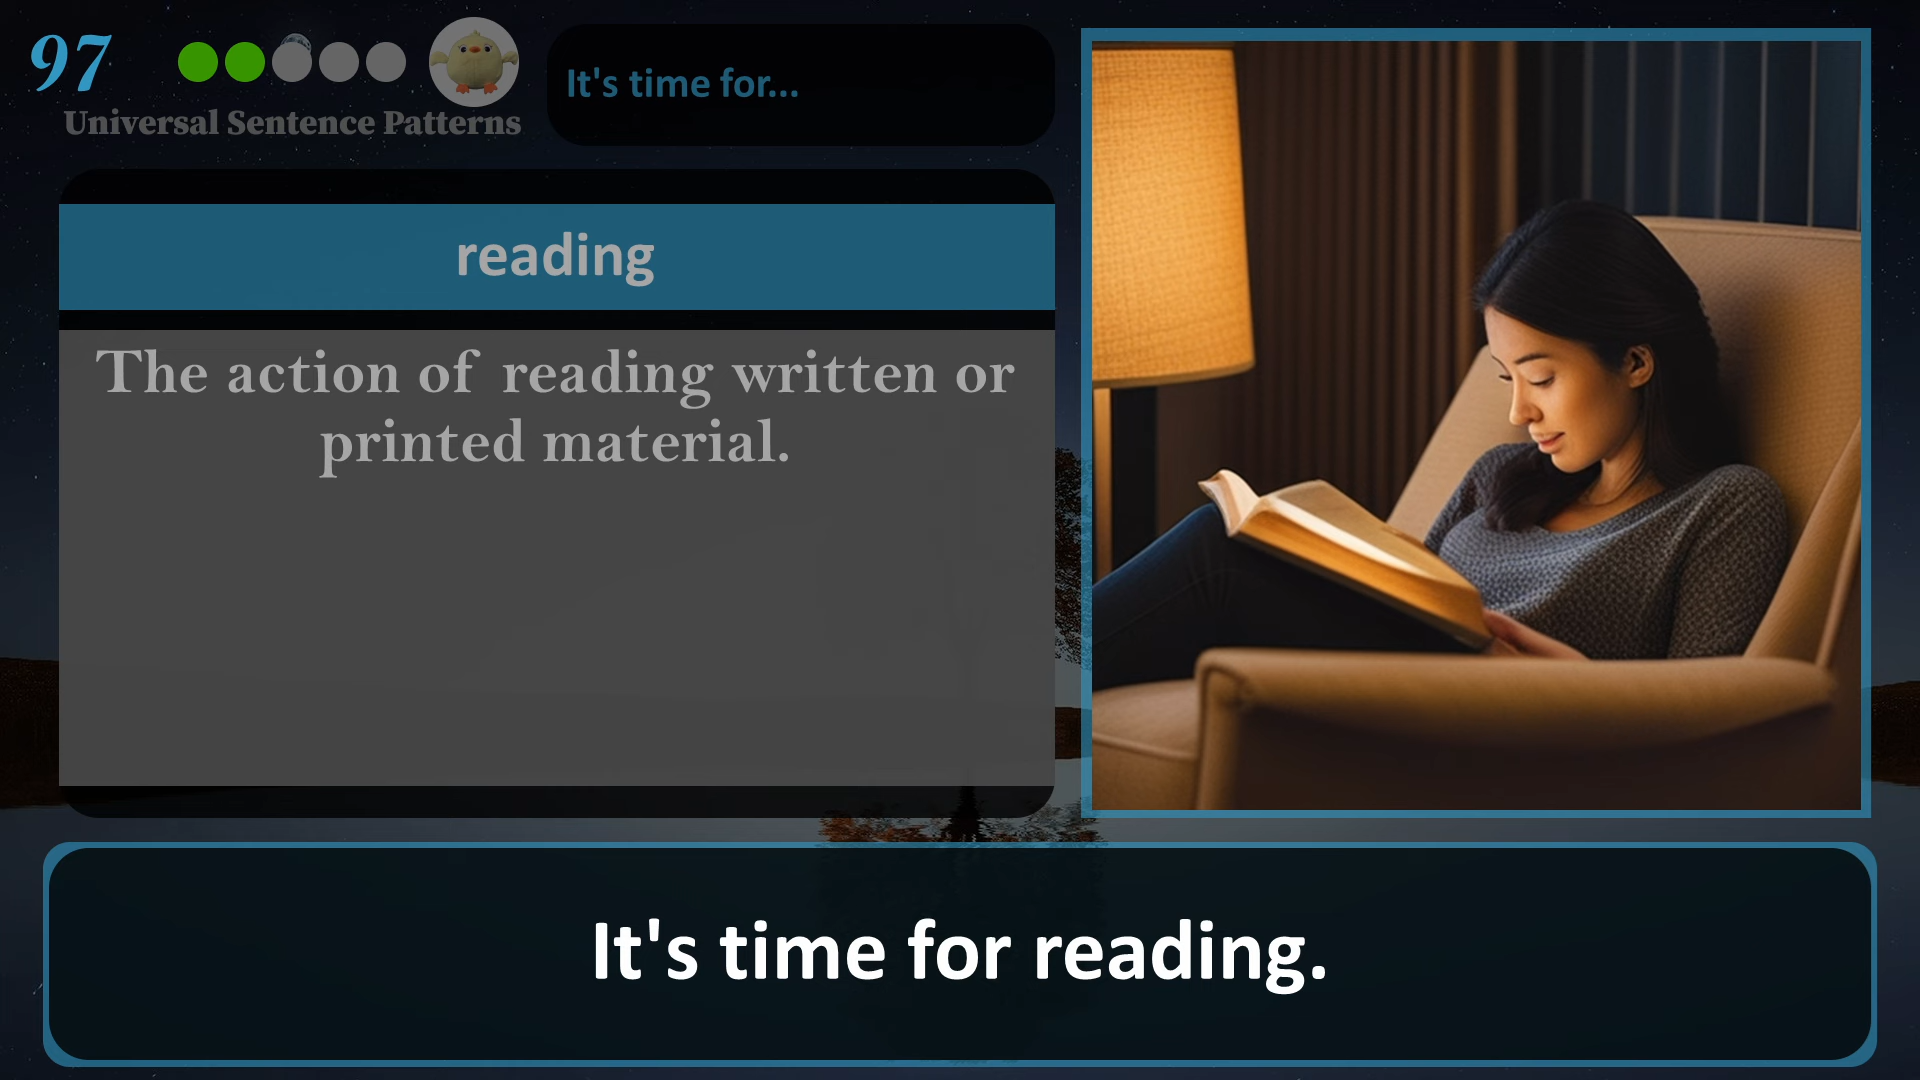 97
Universal Sentence Patterns
It's time for...
reading
The action of reading written or
printed material.
It's time for reading.